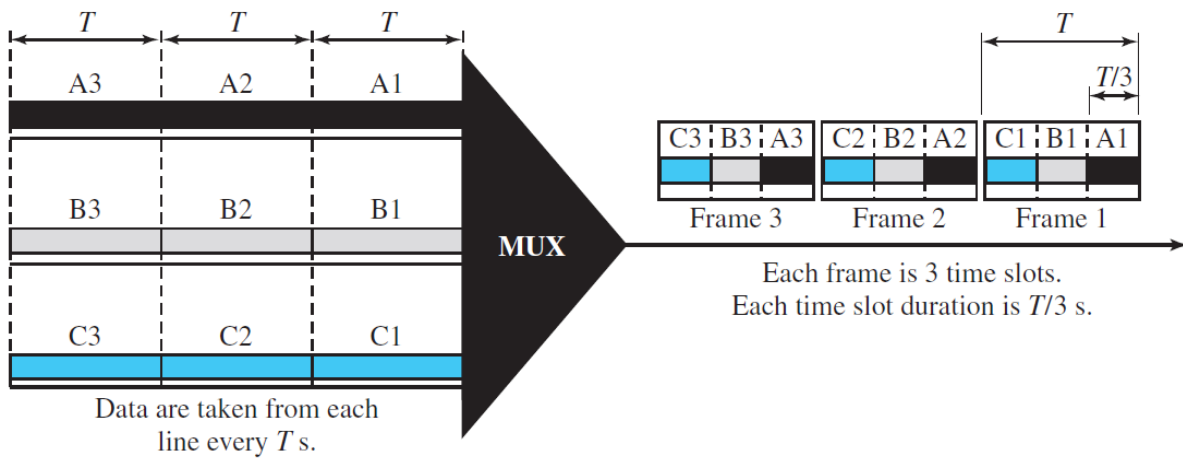 T T T
A3 A2 A1
B3 B2 B1
C3 C2 C1
Data are taken from each
line every T s.
MUX
T
T/3
C3 B3 A3 C2 B2 A2 C1 B1 A1
Frame 3 Frame 2 Frame 1
Each frame is 3 time slots.
Each time slot duration is T/3 s.